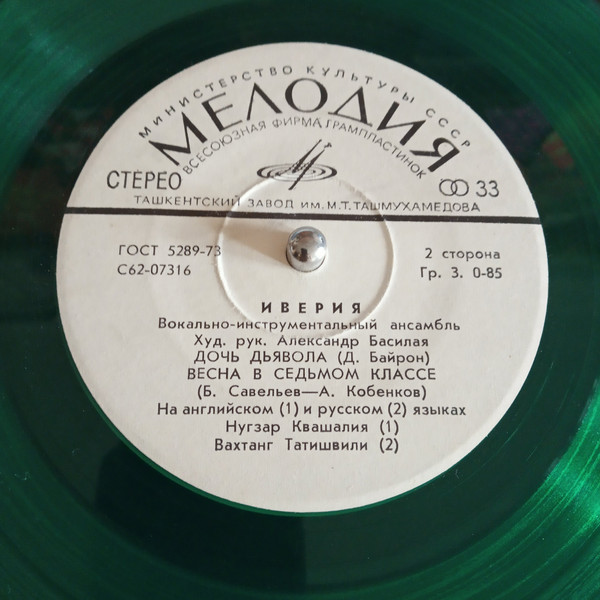 МИНИСТЕРСТВО КУЛЬТУРЫ СССР
МЕЛОДИЯ
ВСЕСОЮЗНАЯ ФИРМА ГРАМПЛАСТИНОК
СТЕРЕО
33
ТАШКЕНТСКИЙ ЗАВОД ИМ. М.Т. ТАШМУХАМЕДОВА
ГОСТ 5289-73
2 сторона
С62-07316
Гр. 3. 0-85
ИВЕРИЯ
Вокально-инструментальный ансамбль
Худ. рук. Александр Басилая
ДОЧЬ ДЬЯВОЛА (Д. Байрон)
ВЕСНА В СЕДЬМОМ КЛАССЕ
(Б. Савельев—А. Кобенков)
На английском (1) и русском (2) языках
Нугзар Квашалия (1)
Вахтанг Татишвили (2)